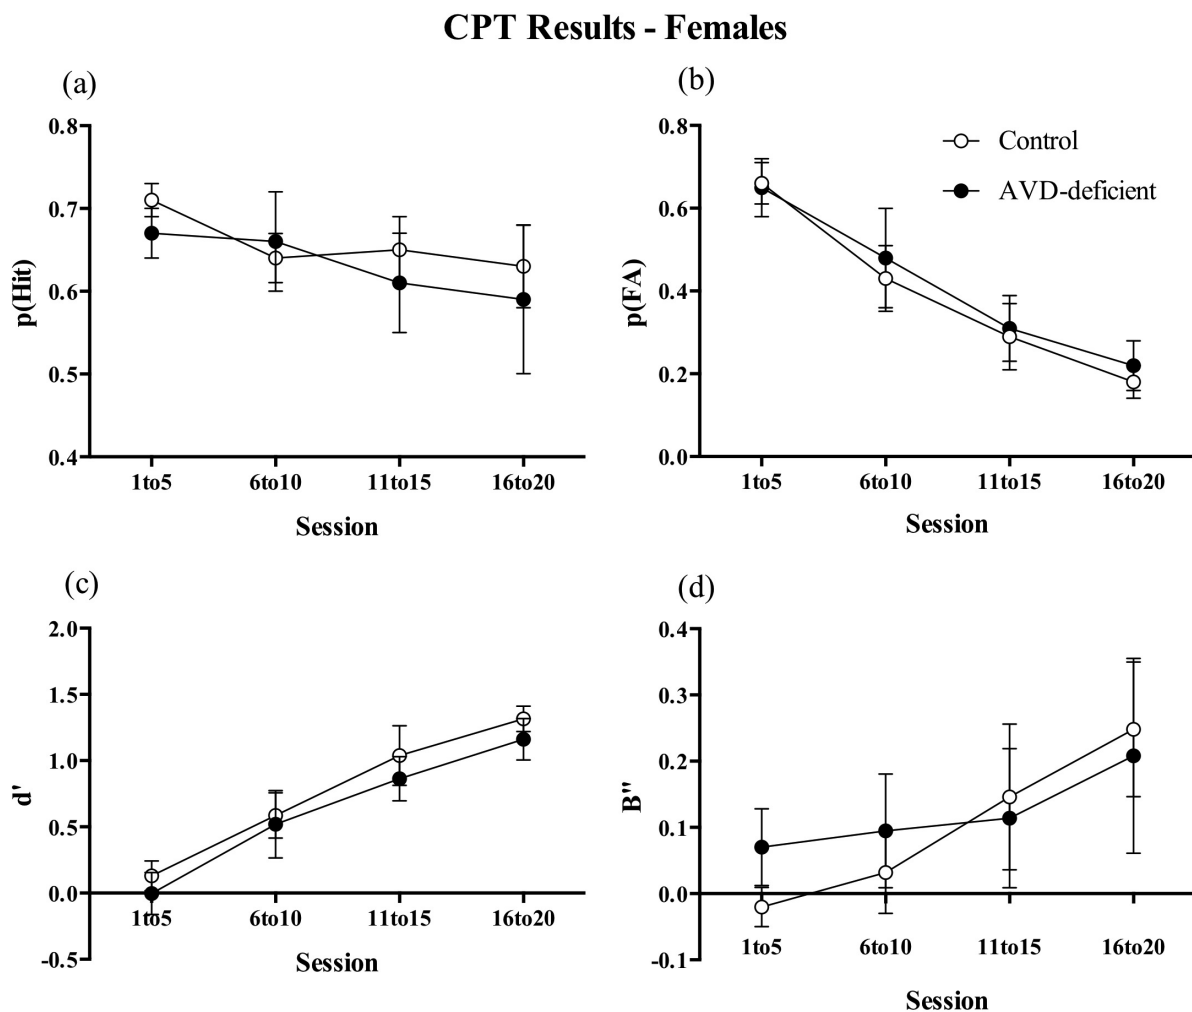 CPT Results - Females
(a)
0.8
0.7
0.6
0.5
0.4
p(Hit)
1to5 6to10 11to15 16to20
Session
(b)
0.8
0.6
0.4
0.2
0.0
p(FA)
Control
AVD-deficient
1to5 6to10 11to15 16to20
Session
(c)
2.0
1.5
1.0
0.5
0.0
-0.5
d'
1to5 6to10 11to15 16to20
Session
(d)
0.4
0.3
0.2
0.1
0.0
-0.1
B"
1to5 6to10 11to15 16to20
Session